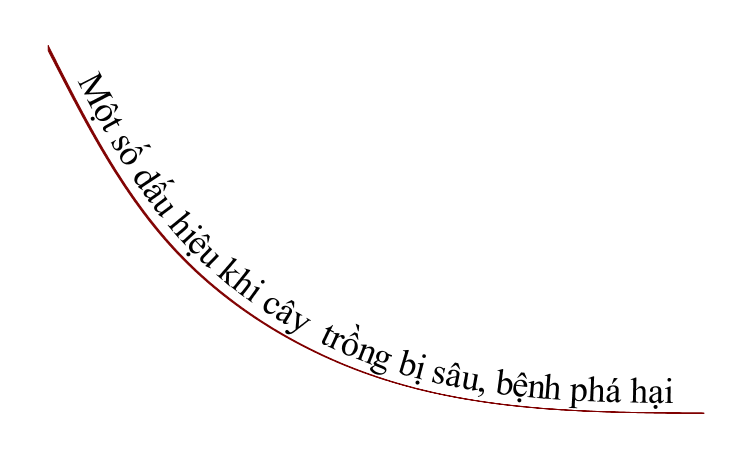 Một số dấu hiệu khi cây trồng bị sâu, bệnh phá hại